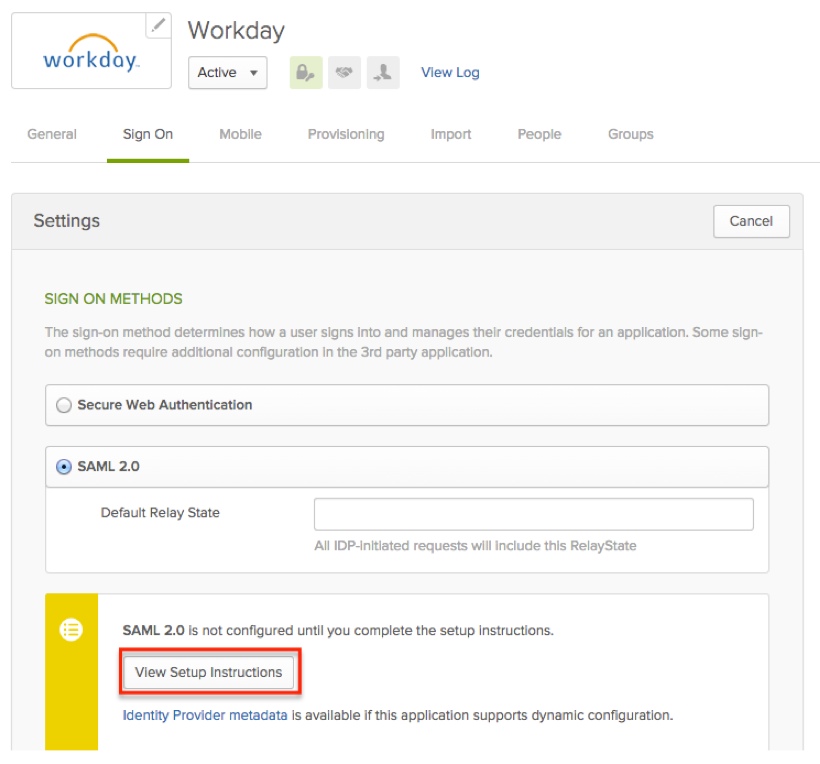 workday
Workday
Active
View Log
General Sign On Mobile Provisioning Import People Groups
Settings
Cancel
SIGN ON METHODS
The sign-on method determines how a user signs into and manages their credentials for an application. Some sign-
on methods require additional configuration in the 3rd party application.
Secure Web Authentication
SAML 2.0
Default Relay State
All IDP-initiated requests will include this RelayState
SAML 2.0 is not configured until you complete the setup instructions.
View Setup Instructions
Identity Provider metadata is available if this application supports dynamic configuration.